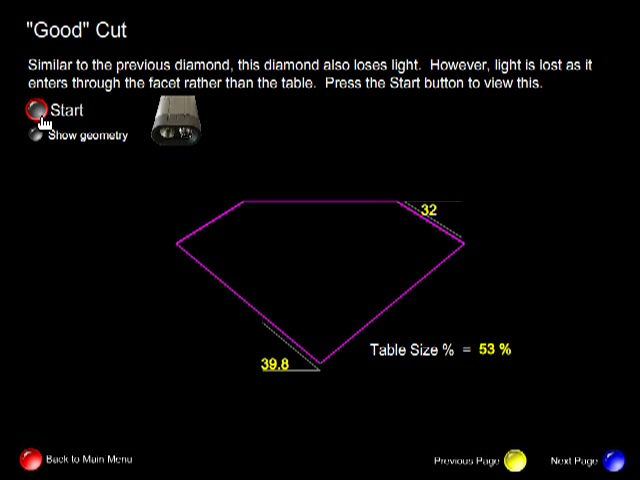 "Good" Cut
Similar to the previous diamond, this diamond also loses light. However, light is lost as it
enters through the facet rather than the table. Press the Start button to view this.
Start
Show geometry
32
Table Size % = 53 %
39.8
Back to Main Menu
Previous Page
Next Page